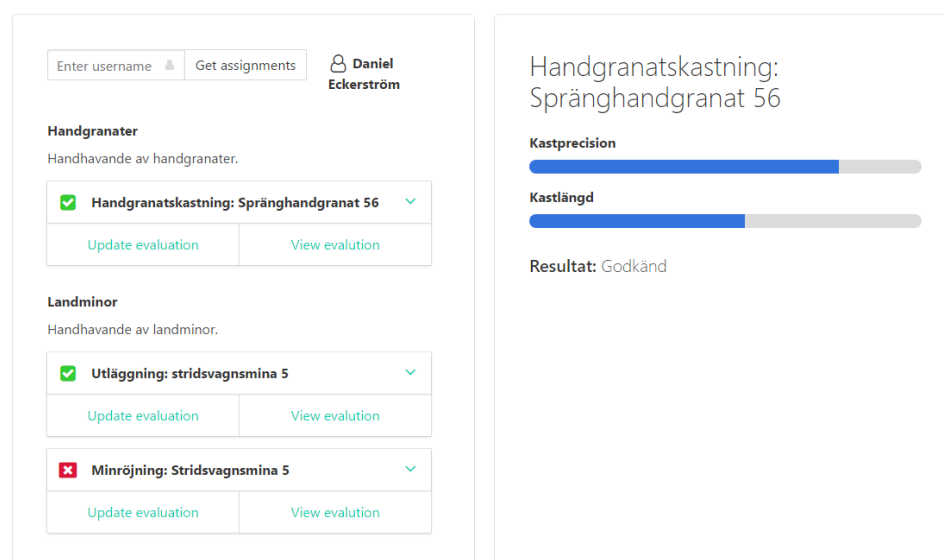 Enter username
Get assignments
Daniel
Eckerström
Handgranater
Handhavande av handgranater.
Handgranatskastning: Spränghandgranat 56
Update evaluation
View evalution
Landminor
Handhavande av landminor.
Utläggning: stridsvagnsmina 5
Update evaluation
View evalution
Minröjning: Stridsvagnsmina 5
Update evaluation
View evalution
Handgranatskastning:
Spränghandgranat 56
Kastprecision
Kastlängd
Resultat: Godkänd